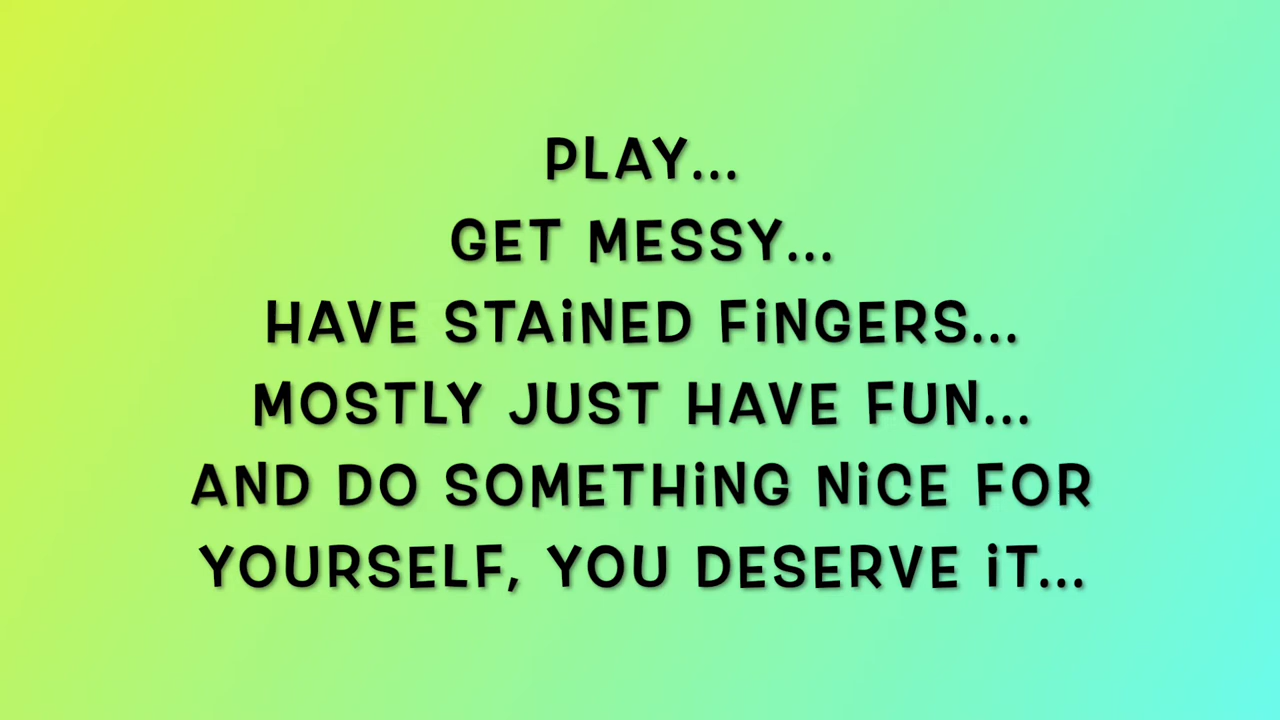 PLAY...
GET MESSY...
HAVE STAiNED FiNGERS...
MOSTLY JUST HAVE FUN...
AND DO SOMETHiNG NiCE FOR
YOURSELF, YOU DESERVE iT...